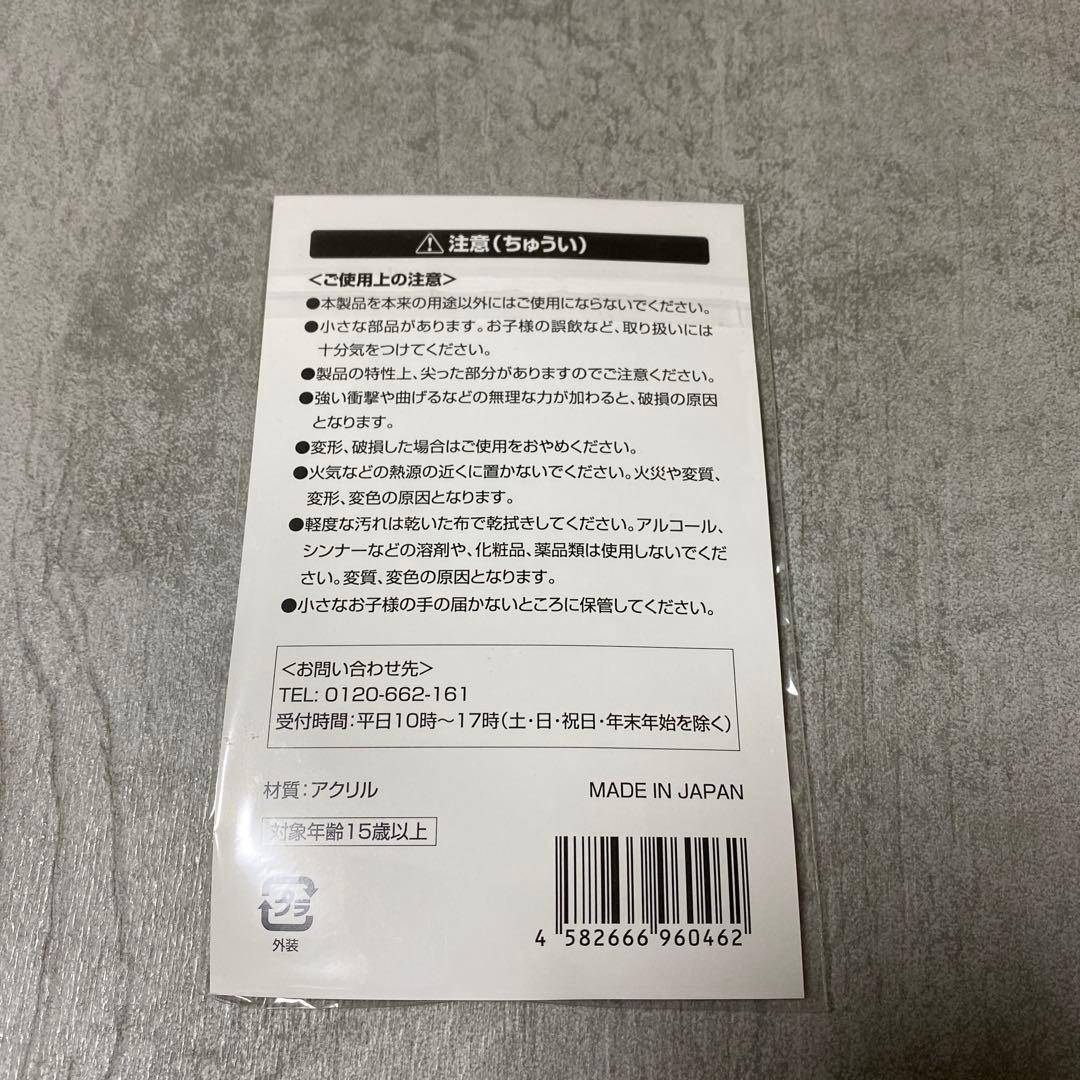 ⚠ 注意(ちゅうい)
<ご使用上の注意>
●本製品を本来の用途以外にはご使用にならないでください。
●小さな部品があります。お子様の誤飲など、取り扱いには
十分気をつけてください。
●製品の特性上、尖った部分がありますのでご注意ください。
●強い衝撃や曲げるなどの無理な力が加わると、破損の原因
となります。
●変形、破損した場合はご使用をおやめください。
●火気などの熱源の近くに置かないでください。火災や変質、
変形、変色の原因となります。
●軽度な汚れは乾いた布で乾拭きしてください。アルコール、
シンナーなどの溶剤や、化粧品、薬品類は使用しないでくだ
さい。変質、変色の原因となります。
●小さなお子様の手の届かないところに保管してください。
<お問い合わせ先>
TEL: 0120-662-161
受付時間:平日10時〜17時(土・日・祝日・年末年始を除く)
材質:アクリル
MADE IN JAPAN
対象年齢15歳以上
プラ
外装
4 582666 960462